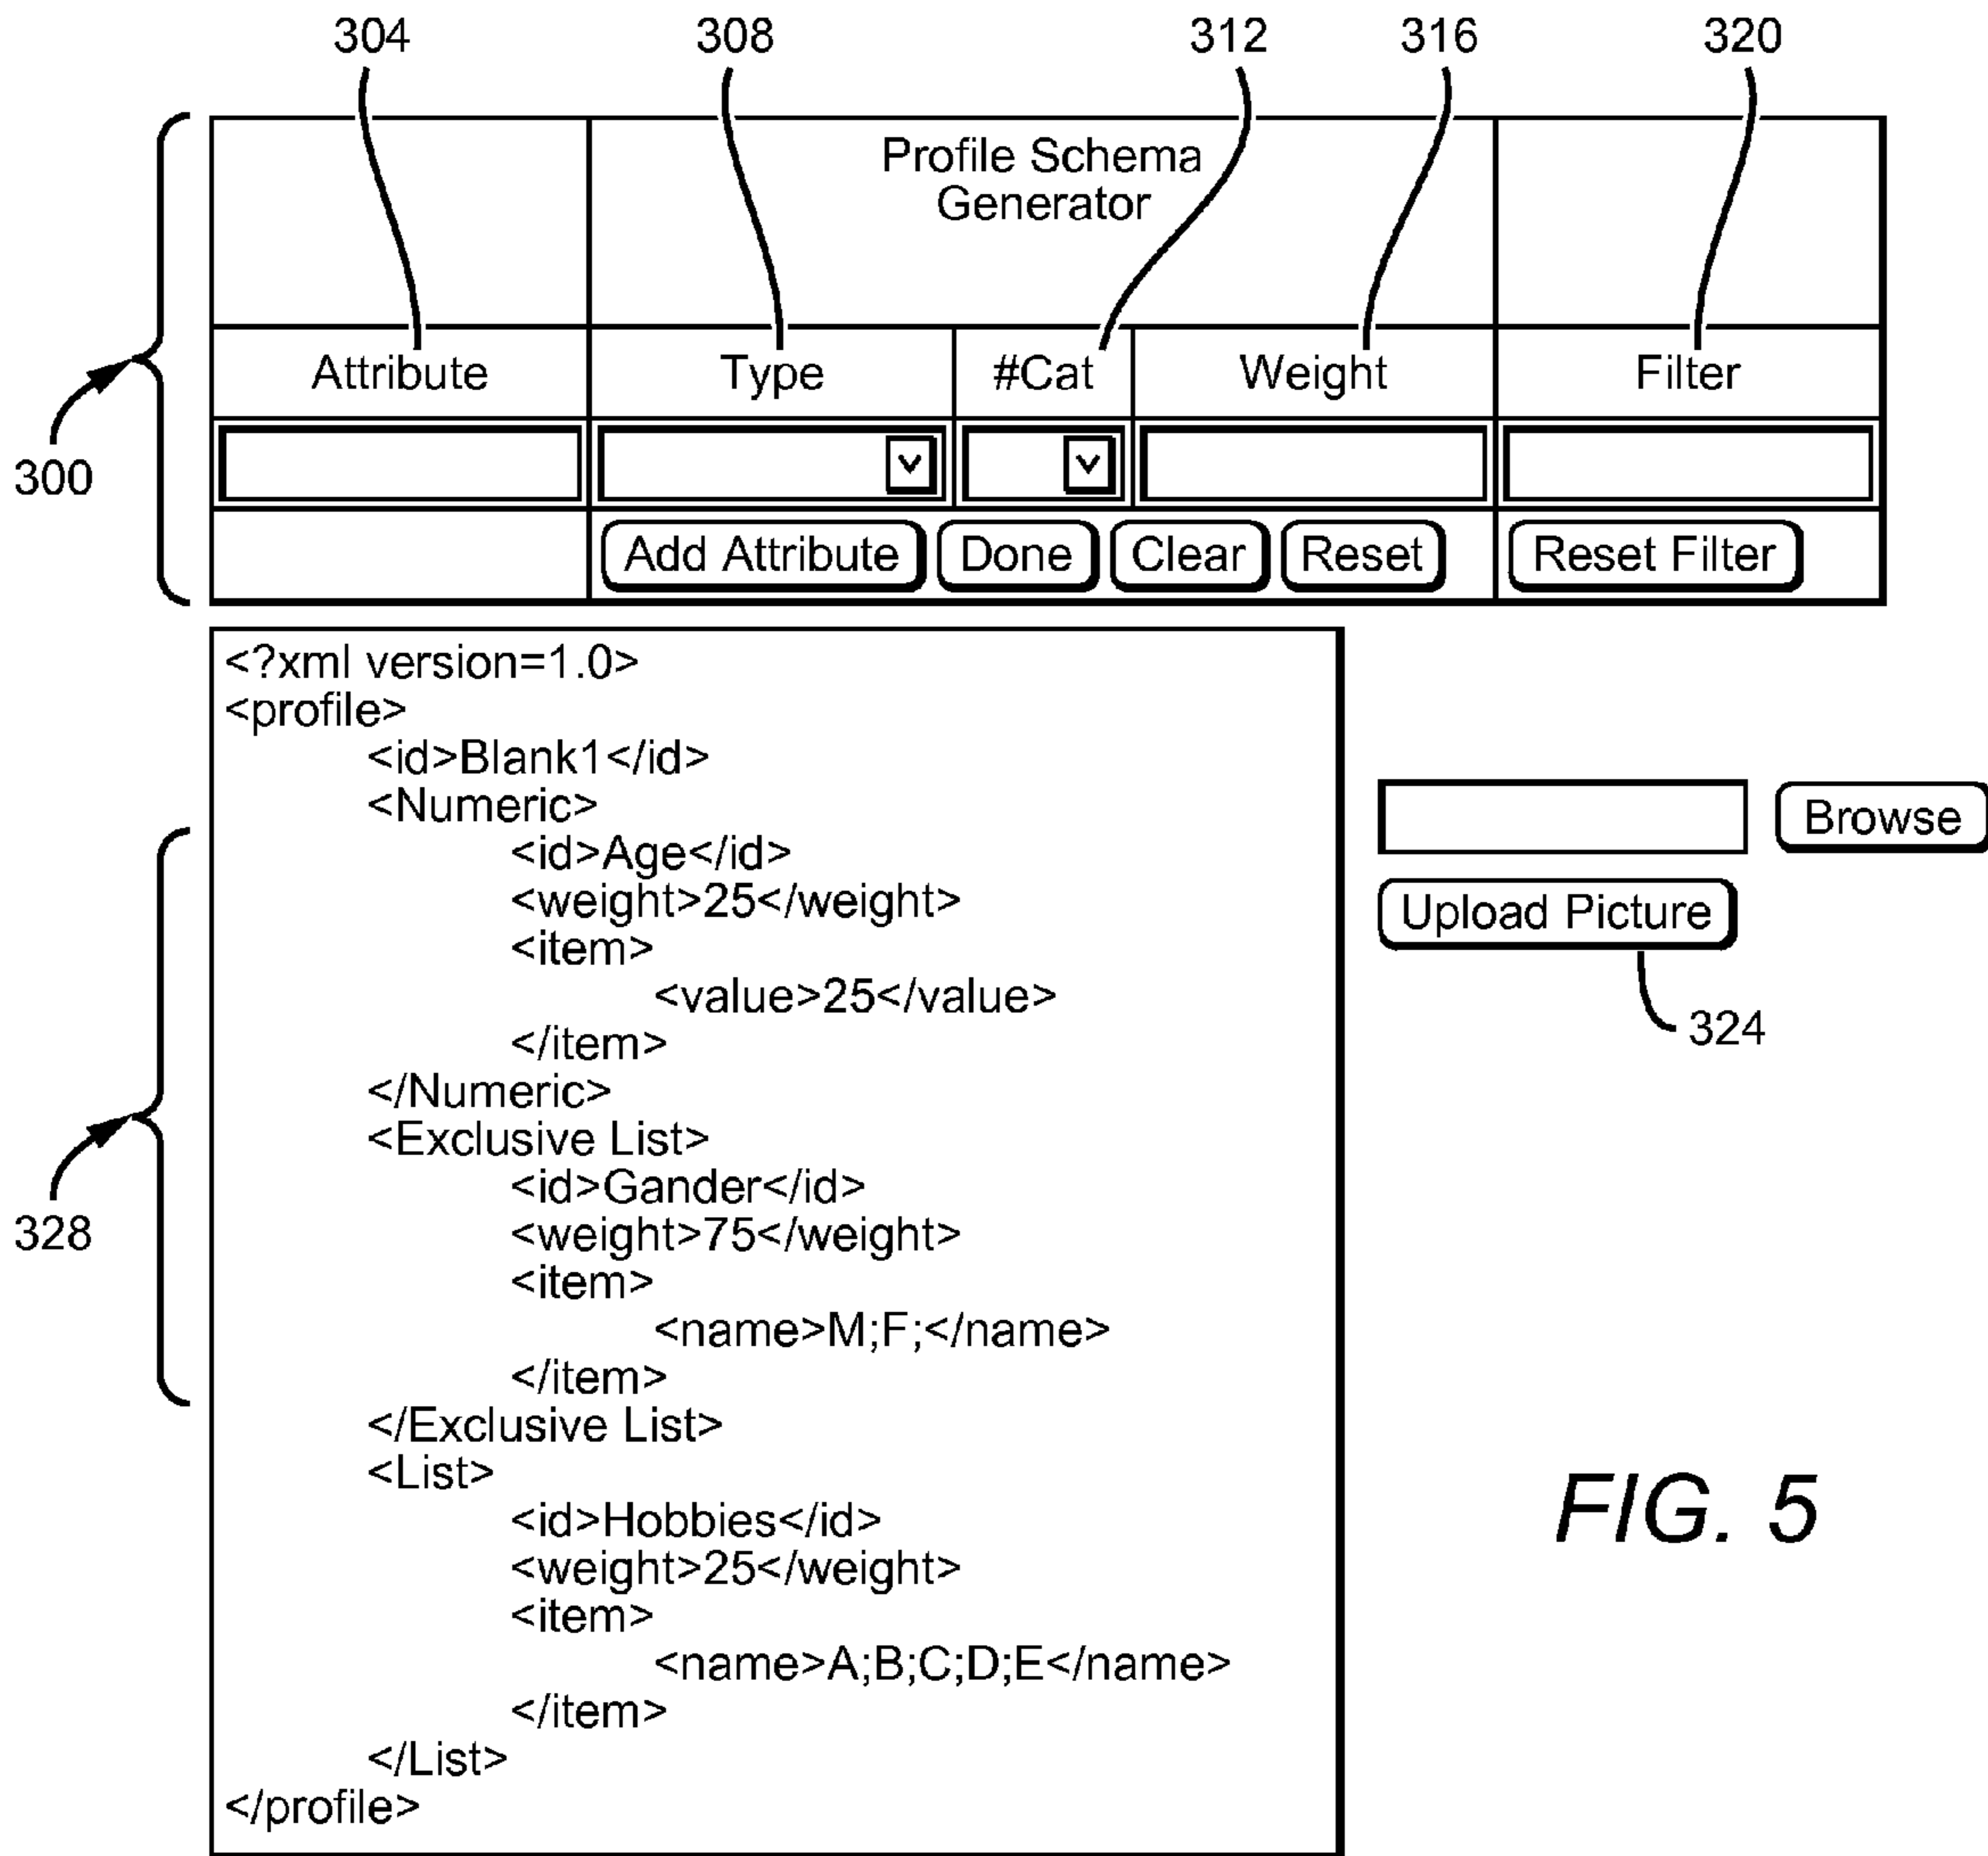 304 308 312 316 320
Profile Schema
Generator
Attribute Type #Cat Weight Filter
300
Add Attribute Done Clear Reset Reset Filter
<?xml version=1.0>
<profile>
<id>Blank1</id>
<Numeric>
<id>Age</id>
<weight>25</weight>
<item>
<value>25</value>
</item>
</Numeric>
<Exclusive List>
<id>Gander</id>
<weight>75</weight>
<item>
<name>M;F;</name>
</item>
</Exclusive List>
<List>
<id>Hobbies</id>
<weight>25</weight>
<item>
<name>A;B;C;D;E</name>
</item>
</List>
</profile>
328
Browse
Upload Picture
324
FIG. 5